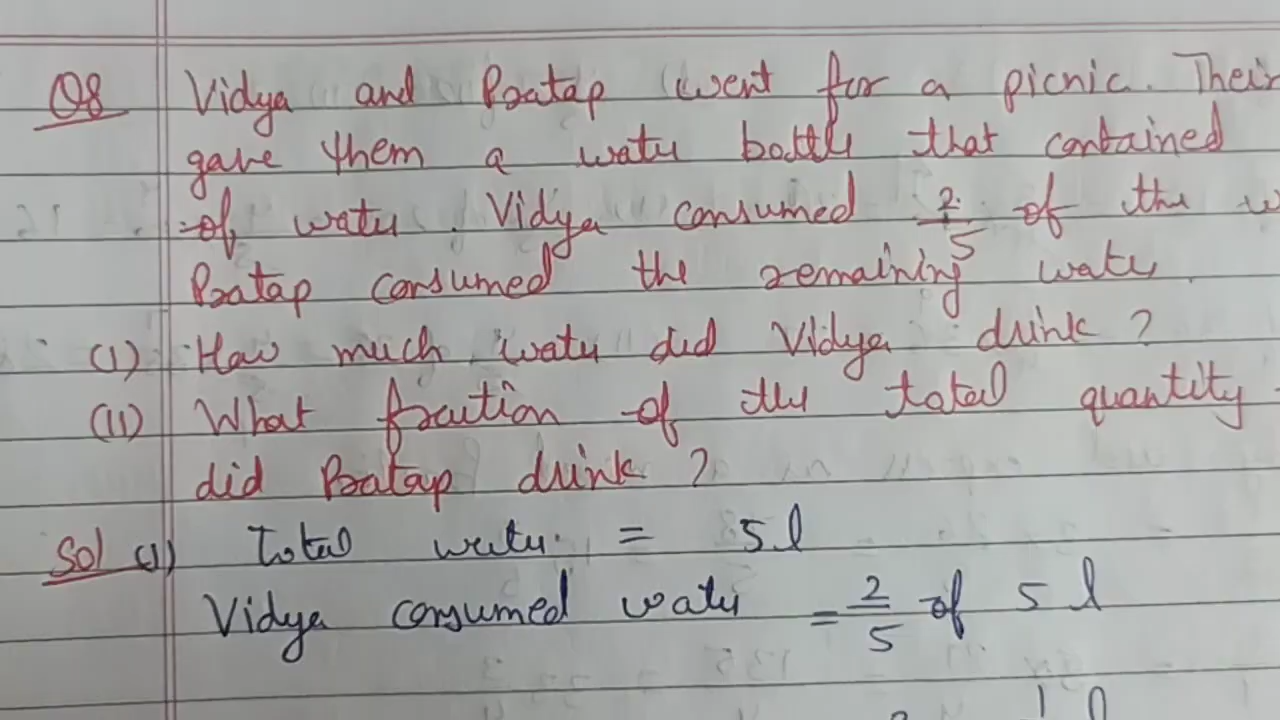 Q8 Vidya and Pratap went for a picnic. Their
gave them a water bottle that contained
of water. Vidya consumed 2/5 of the w
Pratap consumed the remaining water.
(I) How much water did Vidya drink?
(II) What fraction of the total quantity
did Pratap drink?
Sol (I) Total water = 5 l
Vidya consumed water = 2/5 of 5 l